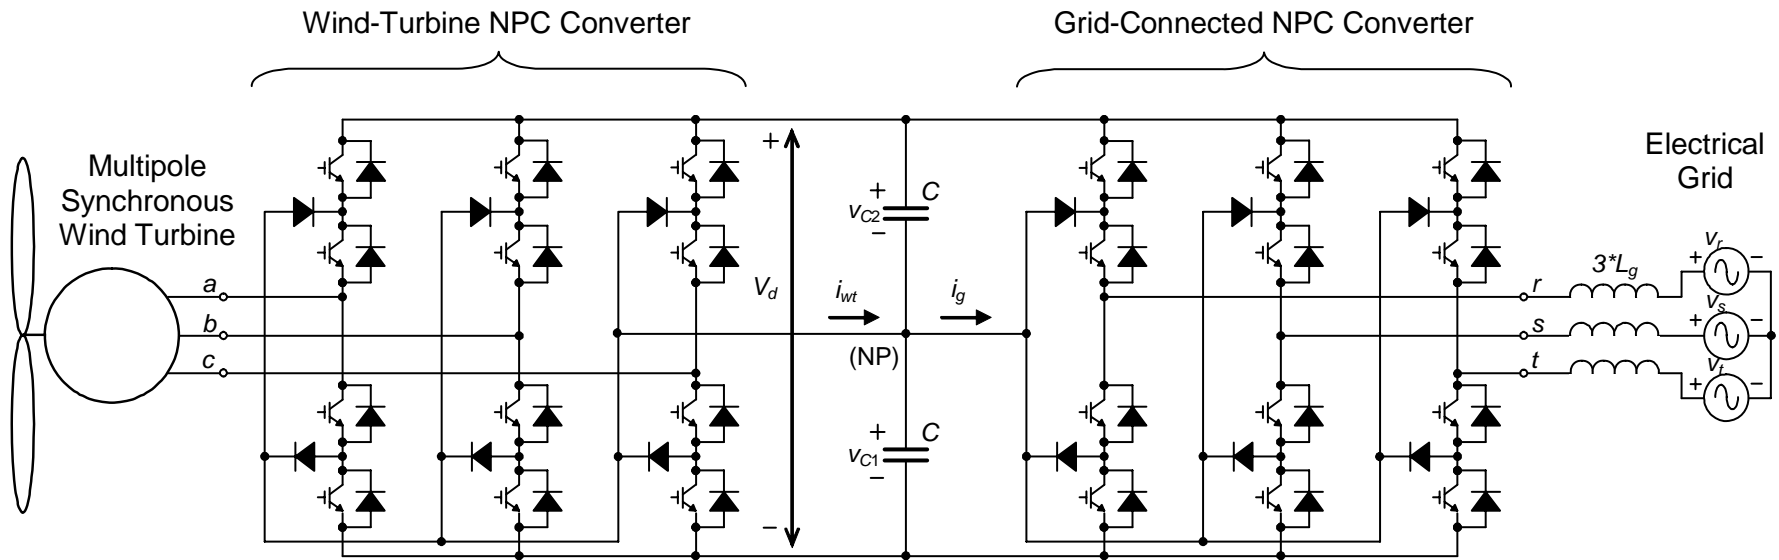 Wind-Turbine NPC Converter
Grid-Connected NPC Converter
Multipole
Synchronous
Wind Turbine
a
b
c
+
V_d
−
+
v_C2
C
−
i_wt
i_g
(NP)
+
v_C1
C
−
r
s
t
3*L_g
Electrical
Grid
v_r
+ −
v_s
+ −
v_t
+ −